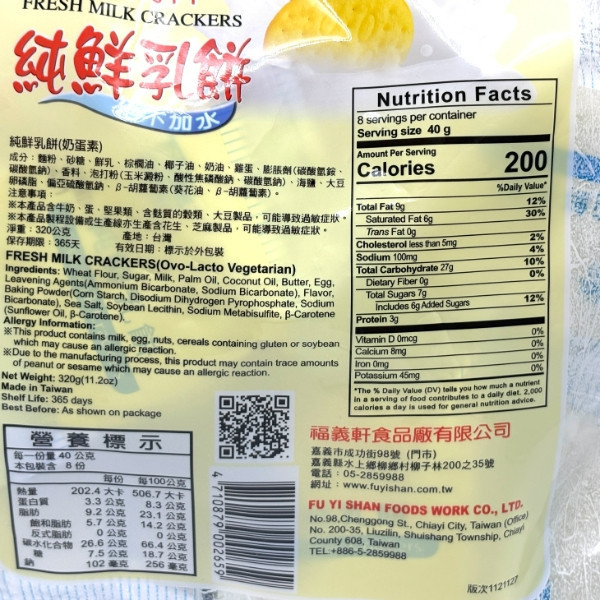 FRESH MILK CRACKERS
純鮮乳餅
不加水
純鮮乳餅(奶蛋素)
成分：麵粉、砂糖、鮮乳、棕櫚油、椰子油、奶油、雞蛋、膨脹劑(碳酸氫銨、
碳酸氫鈉)、香料、泡打粉(玉米澱粉、酸性焦磷酸鈉、碳酸氫鈉)、海鹽、大豆
卵磷脂、偏亞硫酸氫鈉、β-胡蘿蔔素(葵花油、β-胡蘿蔔素)。
注意事項：
※本產品含牛奶、蛋、堅果類、含麩質的穀類、大豆製品，可能導致過敏症狀。
※本產品製程設備或生產線亦生產含花生、芝麻製品，可能導致過敏症狀。
淨重：320公克 產地：台灣
保存期限：365天 有效日期：標示於外包裝
FRESH MILK CRACKERS(Ovo-Lacto Vegetarian)
Ingredients: Wheat Flour, Sugar, Milk, Palm Oil, Coconut Oil, Butter, Egg,
Leavening Agents(Ammonium Bicarbonate, Sodium Bicarbonate), Flavor,
Baking Powder(Corn Starch, Disodium Dihydrogen Pyrophosphate, Sodium
Bicarbonate), Sea Salt, Soybean Lecithin, Sodium Metabisulfite, β-Carotene
(Sunflower Oil, β-Carotene).
Allergy Information:
※This product contains milk, egg, nuts, cereals containing gluten or soybean
which may cause an allergic reaction.
※Due to the manufacturing process, this product may contain trace amounts
of peanut or sesame which may cause an allergic reaction.
Net Weight: 320g(11.2oz)
Made in Taiwan
Shelf Life: 365 days
Best Before: As shown on package
營養標示
每一份量 40 公克
本包裝含 8 份
每份 每100公克
熱量 202.4 大卡 506.7 大卡
蛋白質 3.3 公克 8.3 公克
脂肪 9.2 公克 23.1 公克
飽和脂肪 5.7 公克 14.2 公克
反式脂肪 0 公克 0 公克
碳水化合物 26.6 公克 66.4 公克
糖 7.5 公克 18.7 公克
鈉 102 毫克 256 毫克
4 710879 002659
Nutrition Facts
8 servings per container
Serving size 40 g
Amount Per Serving
Calories 200
%Daily Value*
Total Fat 9g 12%
Saturated Fat 6g 30%
Trans Fat 0g
Cholesterol less than 5mg 2%
Sodium 100mg 4%
Total Carbohydrate 27g 10%
Dietary Fiber 0g 0%
Total Sugars 7g
Includes 6g Added Sugars 12%
Protein 3g
Vitamin D 0mcg 0%
Calcium 8mg 0%
Iron 0mg 0%
Potassium 45mg 0%
*The % Daily Value (DV) tells you how much a nutrient
in a serving of food contributes to a daily diet. 2,000
calories a day is used for general nutrition advice.
福義軒食品廠有限公司
嘉義市成功街98號 (門市)
嘉義縣水上鄉柳鄉村柳子林200之35號
電話：05-2859988
網址：www.fuyishan.com.tw
FU YI SHAN FOODS WORK CO., LTD.
No.98,Chenggong St., Chiayi City, Taiwan (Office)
No. 200-35, Liuzilin, Shuishang Township, Chiayi
County 608, Taiwan
TEL:+886-5-2859988
版次1121127